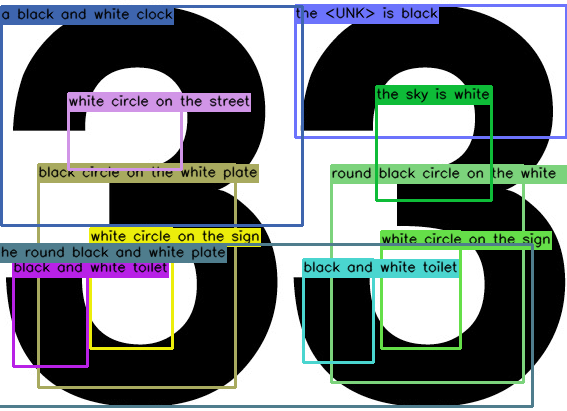 33
a black and white clock
the <UNK> is black
the sky is white
white circle on the street
black circle on the white plate
round black circle on the white
white circle on the sign
white circle on the sign
he round black and white plate
black and white toilet
black and white toilet